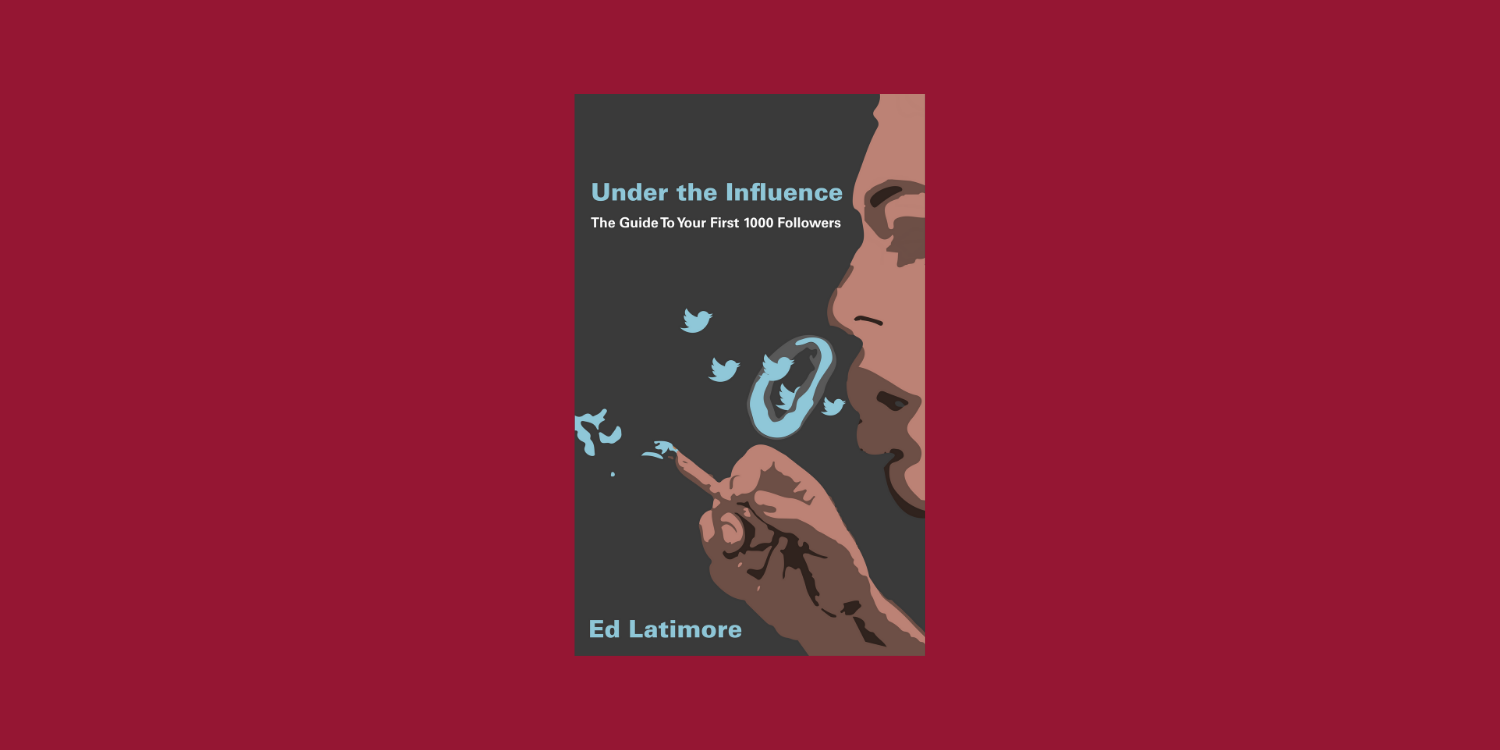 Under the Influence
The Guide To Your First 1000 Followers
Ed Latimore